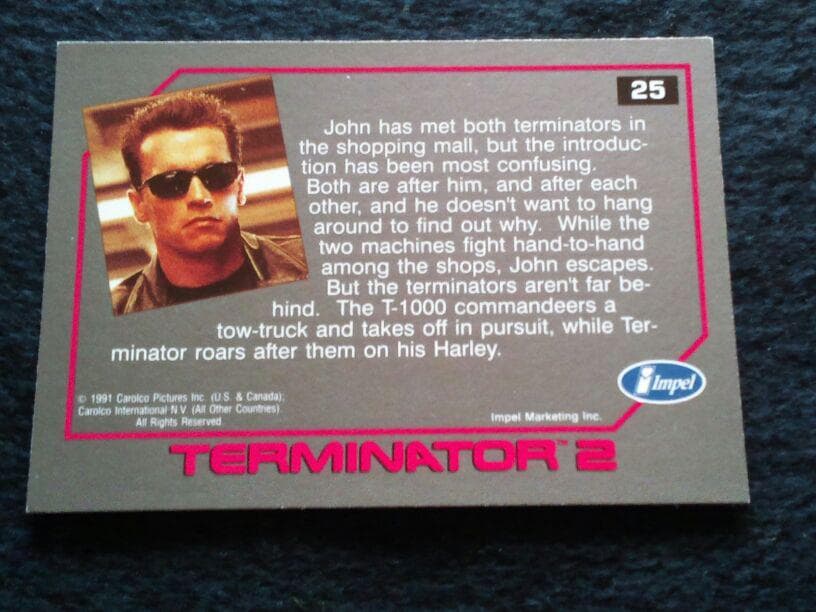 25
John has met both terminators in
the shopping mall, but the introduc-
tion has been most confusing.
Both are after him, and after each
other, and he doesn't want to hang
around to find out why. While the
two machines fight hand-to-hand
among the shops, John escapes.
But the terminators aren't far be-
hind. The T-1000 commandeers a
tow-truck and takes off in pursuit, while Ter-
minator roars after them on his Harley.
© 1991 Carolco Pictures Inc. (U.S. & Canada);
Carolco International N.V. (All Other Countries).
All Rights Reserved.
Impel Marketing Inc.
Impel
TERMINATOR™ 2